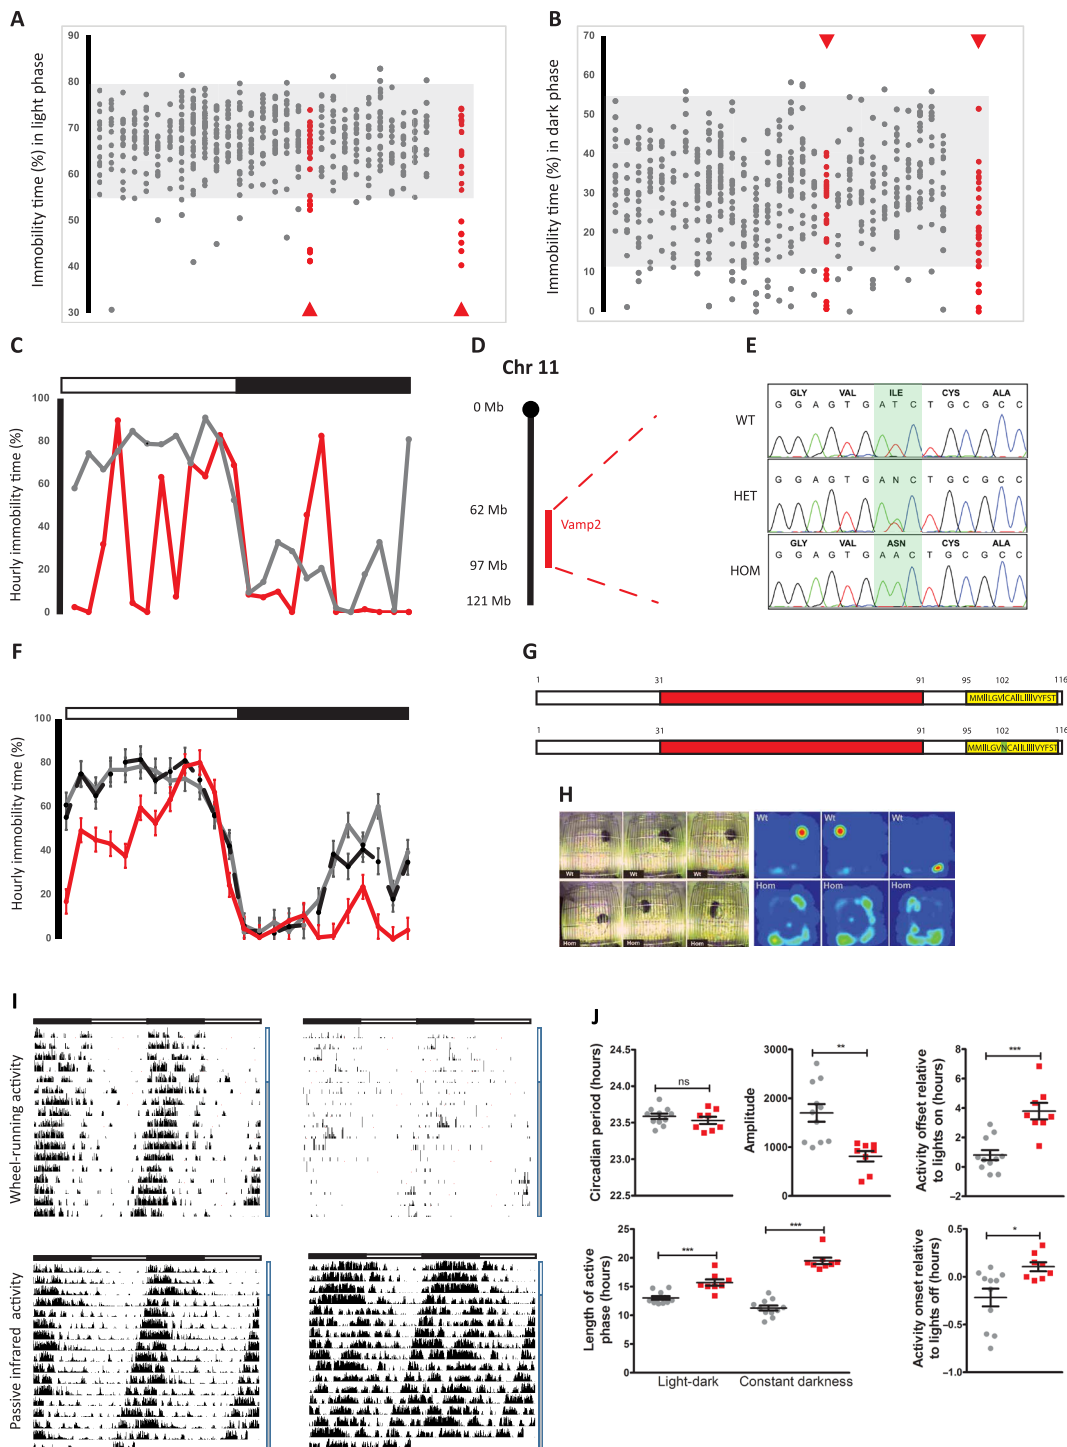 A
Immobility time (%) in light phase
90
80
70
60
50
40
30
B
Immobility time (%) in dark phase
70
60
50
40
30
20
10
0
C
Hourly immobility time (%)
100
80
60
40
20
0
D
Chr 11
0 Mb
62 Mb
Vamp2
97 Mb
121 Mb
E
WT
GLY VAL ILE CYS ALA
G G A G T G A T C T G C G C C
HET
G G A G T G A N C T G C G C C
HOM
GLY VAL ASN CYS ALA
G G A G T G A A C T G C G C C
F
Hourly immobility time (%)
100
80
60
40
20
0
G
1 31 91 95 102 116
MMIILGVICAIILIIIIVYFST
1 31 91 95 102 116
MMIILGVNCAIILIIIIVYFST
H
Wt Wt Wt
Wt Wt Wt
Hom Hom Hom
Hom Hom Hom
I
Wheel-running activity
Passive infrared activity
J
Circadian period (hours)
24.5
24.0
23.5
23.0
22.5
ns
Amplitude
3000
2000
1000
0
**
Activity offset relative
to lights on (hours)
8
6
4
2
0
−2
***
Length of active
phase (hours)
25
20
15
10
5
0
***
***
Light-dark Constant darkness
Activity onset relative
to lights off (hours)
0.5
0.0
−0.5
−1.0
*